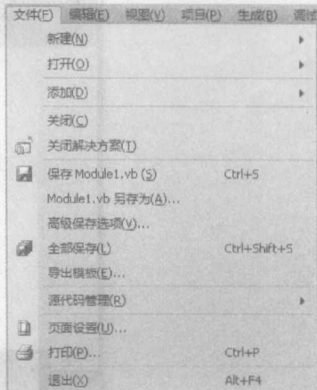 文件(F) 编辑(E) 视图(V) 项目(P) 生成(B) 调试
新建(N)
打开(O)
添加(D)
关闭(C)
关闭解决方案(T)
保存 Module1.vb (S) Ctrl+S
Module1.vb 另存为(A)...
高级保存选项(V)...
全部保存(L) Ctrl+Shift+S
导出模板(E)...
源代码管理(R)
页面设置(U)...
打印(P)... Ctrl+P
退出(X) Alt+F4